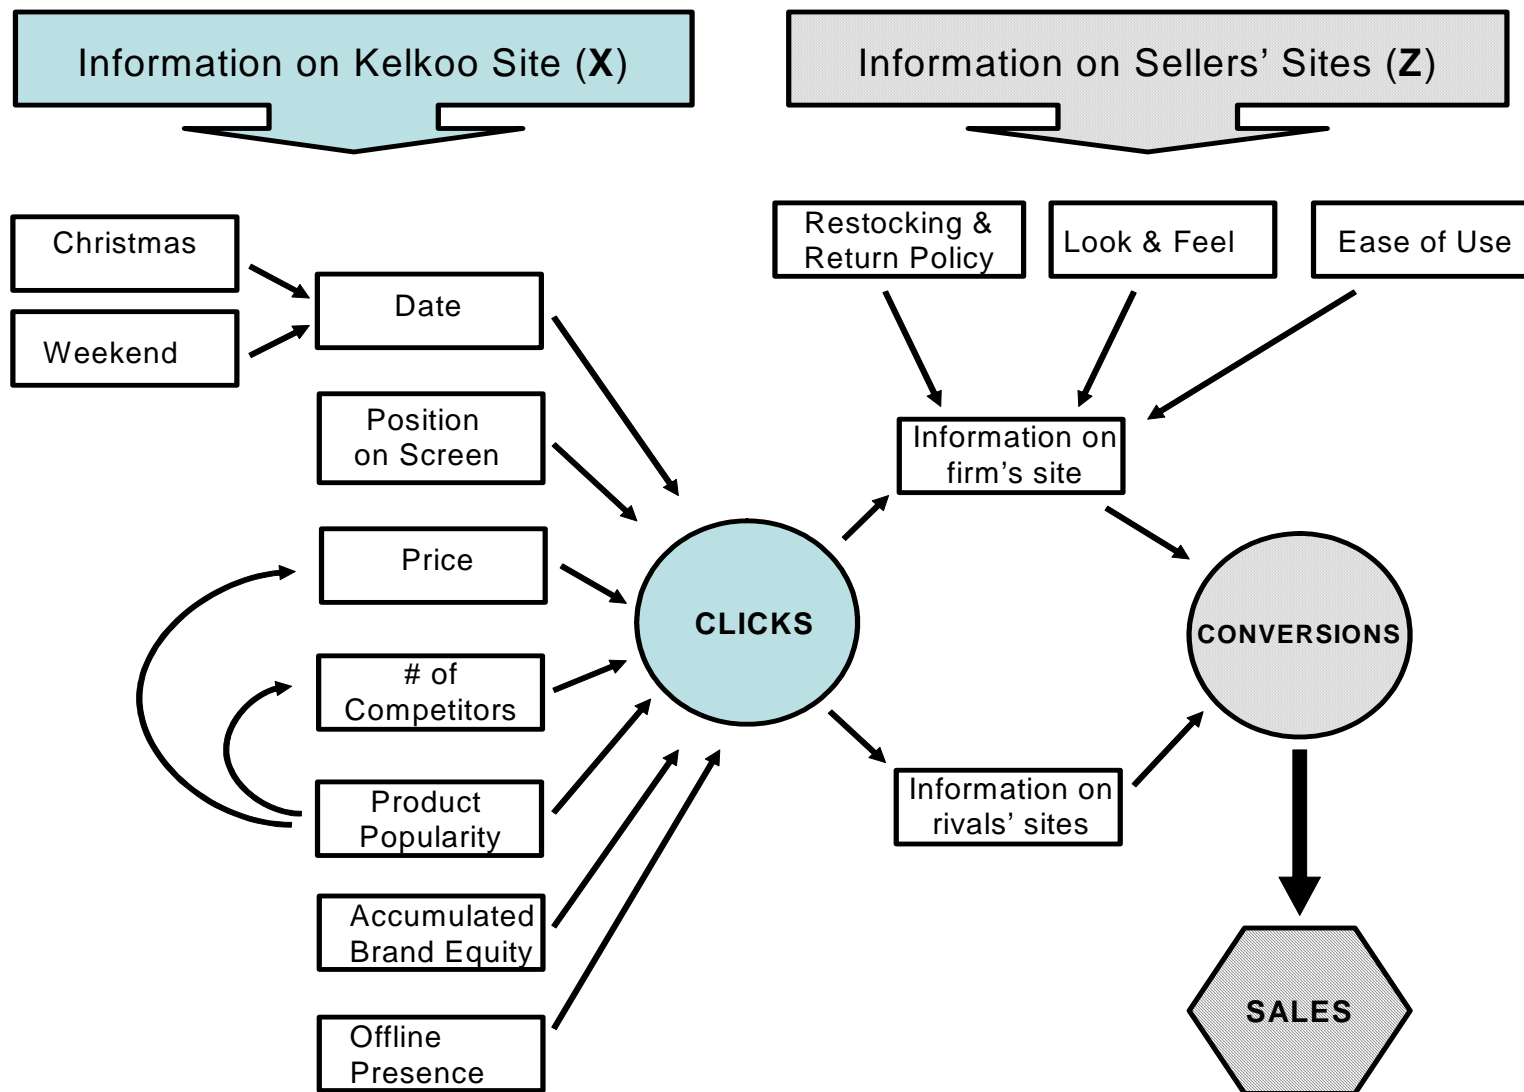 Information on Kelkoo Site (X)
Information on Sellers' Sites (Z)
Christmas
Weekend
Date
Position
on Screen
Price
# of
Competitors
Product
Popularity
Accumulated
Brand Equity
Offline
Presence
CLICKS
Restocking &
Return Policy
Look & Feel
Ease of Use
Information on
firm's site
Information on
rivals' sites
CONVERSIONS
SALES